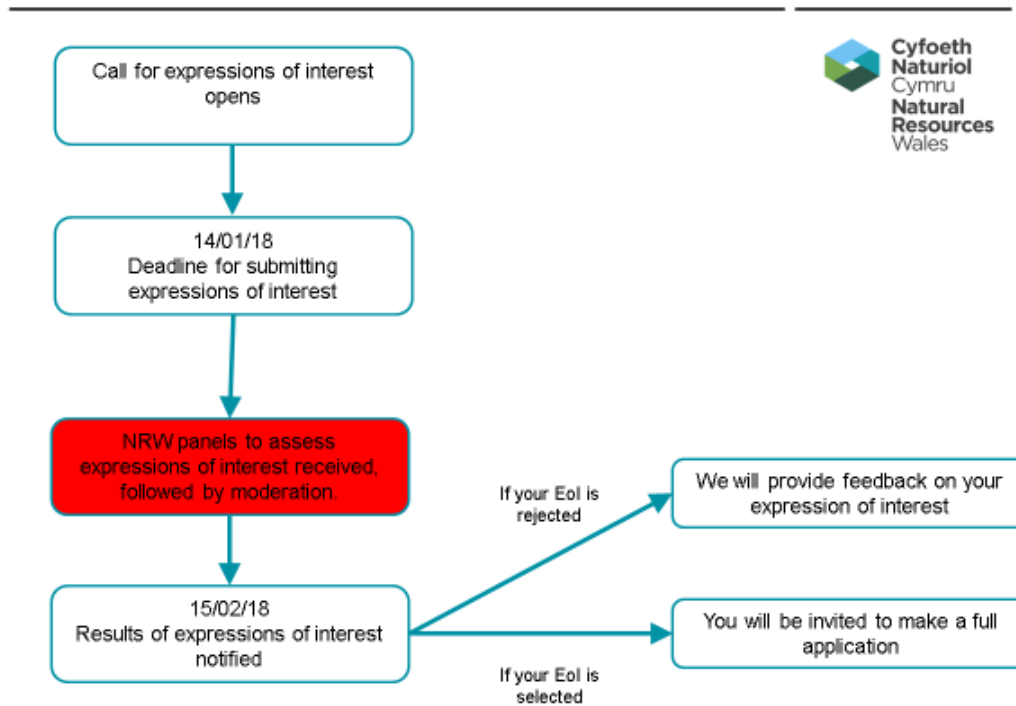 Call for expressions of interest
opens
Cyfoeth
Naturiol
Cymru
Natural
Resources
Wales
14/01/18
Deadline for submitting
expressions of interest
NRW panels to assess
expressions of interest received,
followed by moderation.
If your EoI is
rejected
We will provide feedback on your
expression of interest
15/02/18
Results of expressions of interest
notified
You will be invited to make a full
application
If your EoI is
selected